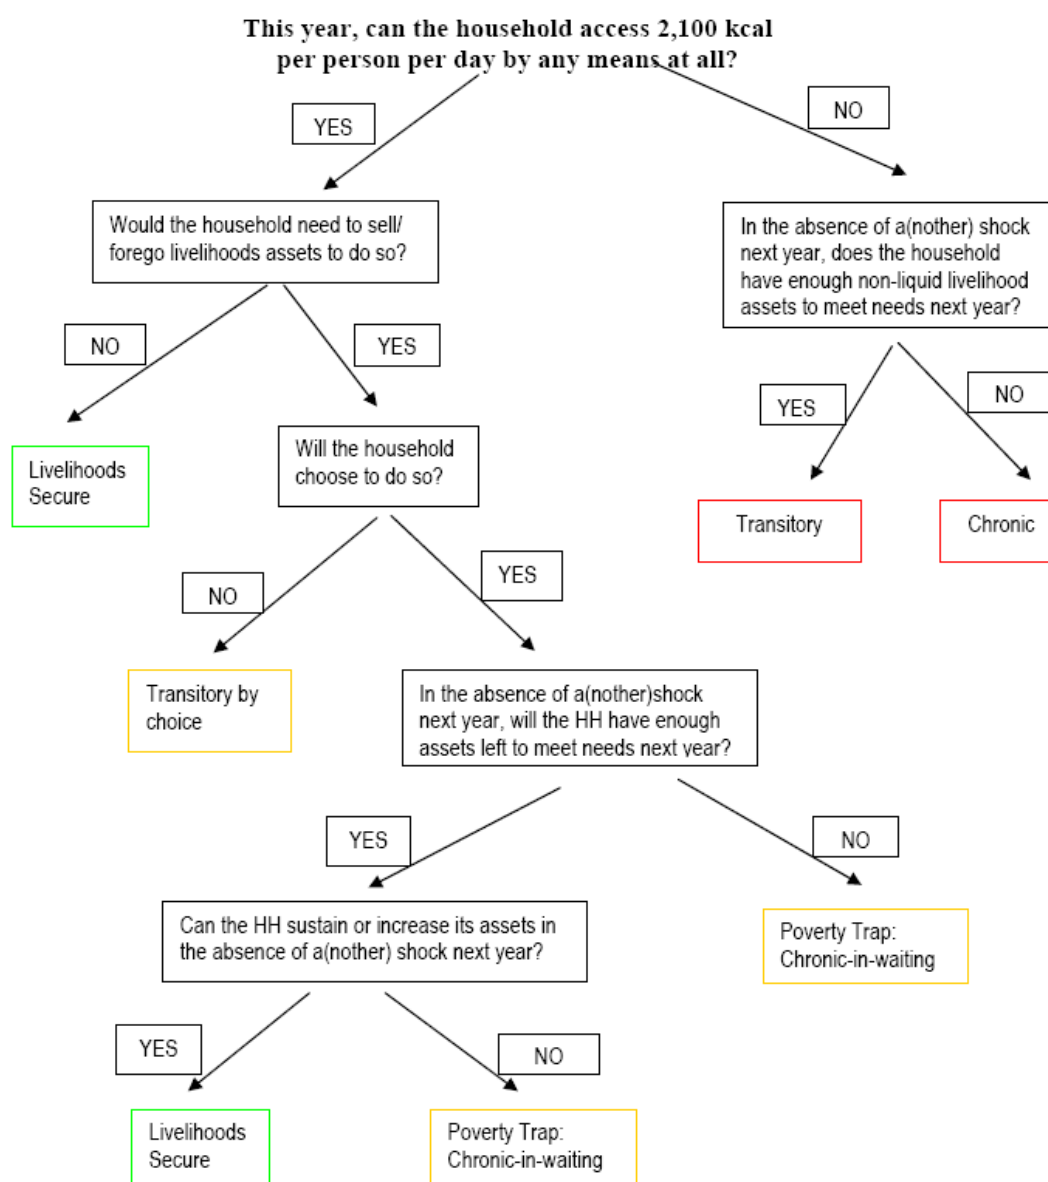 This year, can the household access 2,100 kcal
per person per day by any means at all?
YES
NO
Would the household need to sell/
forego livelihoods assets to do so?
In the absence of a(nother) shock
next year, does the household
have enough non-liquid livelihood
assets to meet needs next year?
NO
YES
YES
NO
Livelihoods
Secure
Will the household
choose to do so?
Transitory
Chronic
NO
YES
Transitory by
choice
In the absence of a(nother)shock
next year, will the HH have enough
assets left to meet needs next year?
YES
NO
Can the HH sustain or increase its assets in
the absence of a(nother) shock next year?
Poverty Trap:
Chronic-in-waiting
YES
NO
Livelihoods
Secure
Poverty Trap:
Chronic-in-waiting